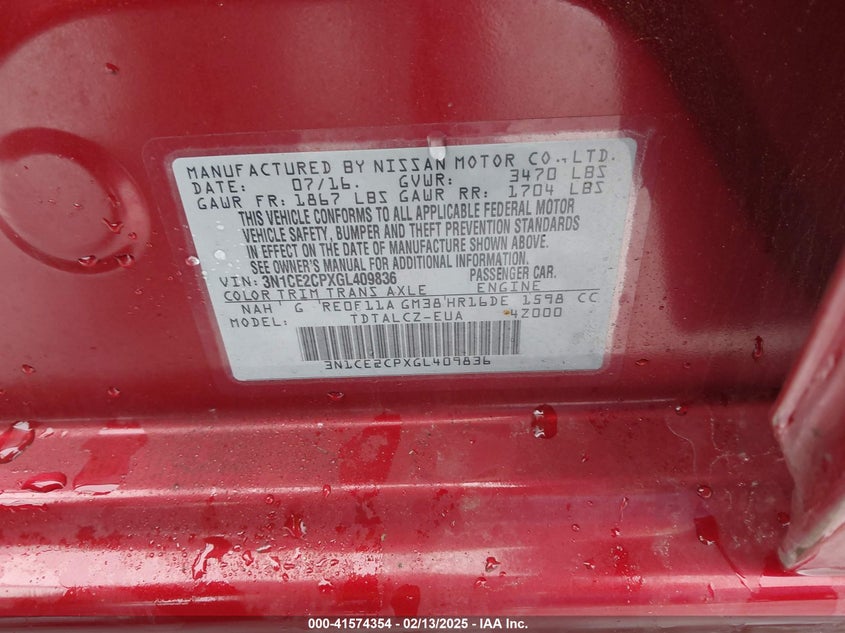 MANUFACTURED BY NISSAN MOTOR CO., LTD.
DATE: 07/16. GVWR: 3470 LBS
GAWR FR: 1867 LBS GAWR RR: 1704 LBS
THIS VEHICLE CONFORMS TO ALL APPLICABLE FEDERAL MOTOR
VEHICLE SAFETY, BUMPER AND THEFT PREVENTION STANDARDS
IN EFFECT ON THE DATE OF MANUFACTURE SHOWN ABOVE.
SEE OWNER'S MANUAL FOR ADDITIONAL INFORMATION.
VIN: 3N1CE2CPXGL409836 PASSENGER CAR.
COLOR TRIM TRANS AXLE ENGINE
NAH G RE0F11A GM38 HR16DE 1598 CC
MODEL: TDTALCZ-EUA 4Z000
3N1CE2CPXGL409836
000-41574354 - 02/13/2025 - IAA Inc.